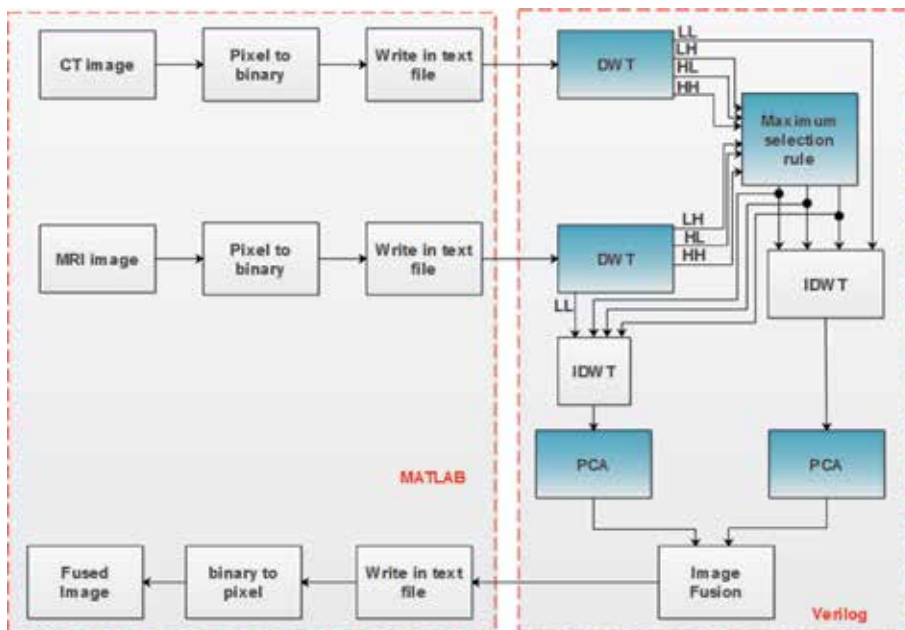 CT image
Pixel to
binary
Write in text
file
DWT
LL
LH
HL
HH
Maximum
selection
rule
MRI image
Pixel to
binary
Write in text
file
DWT
LH
HL
HH
LL
IDWT
IDWT
PCA
PCA
MATLAB
Fused
Image
binary to
pixel
Write in text
file
Image
Fusion
Verilog